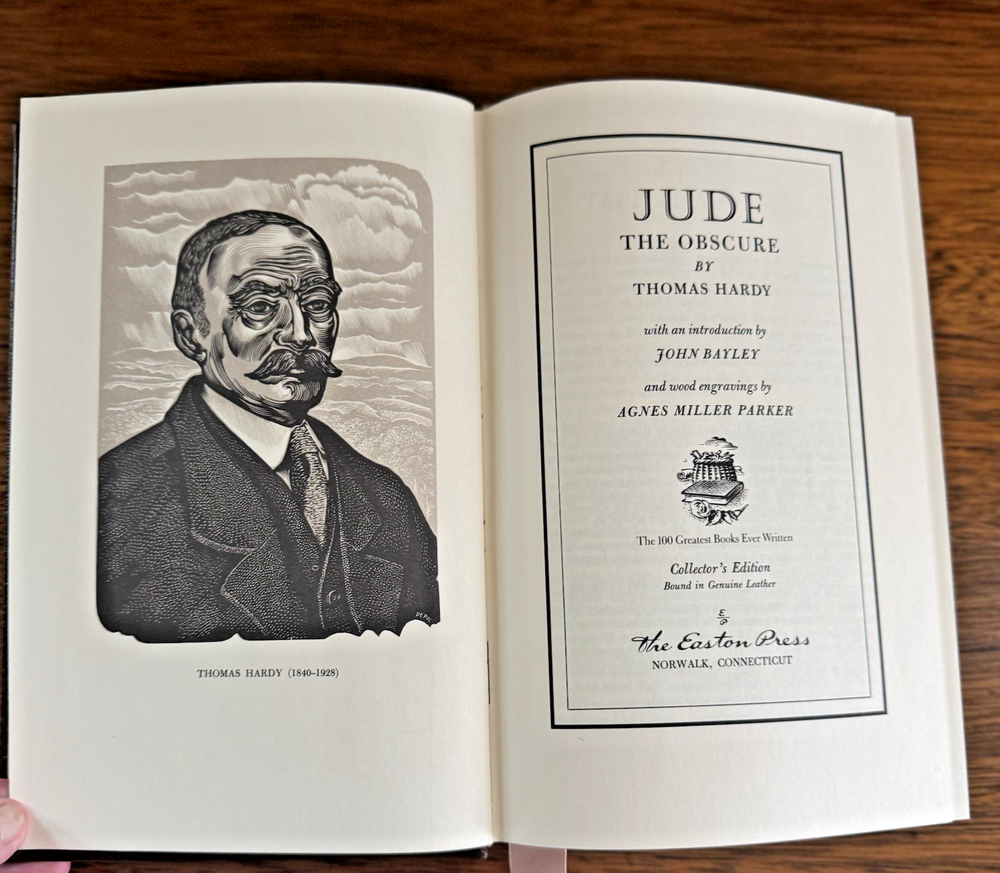 THOMAS HARDY (1840–1928)
JUDE
THE OBSCURE
BY
THOMAS HARDY
with an introduction by
JOHN BAYLEY
and wood engravings by
AGNES MILLER PARKER
The 100 Greatest Books Ever Written
Collector's Edition
Bound in Genuine Leather
The Easton Press
NORWALK, CONNECTICUT